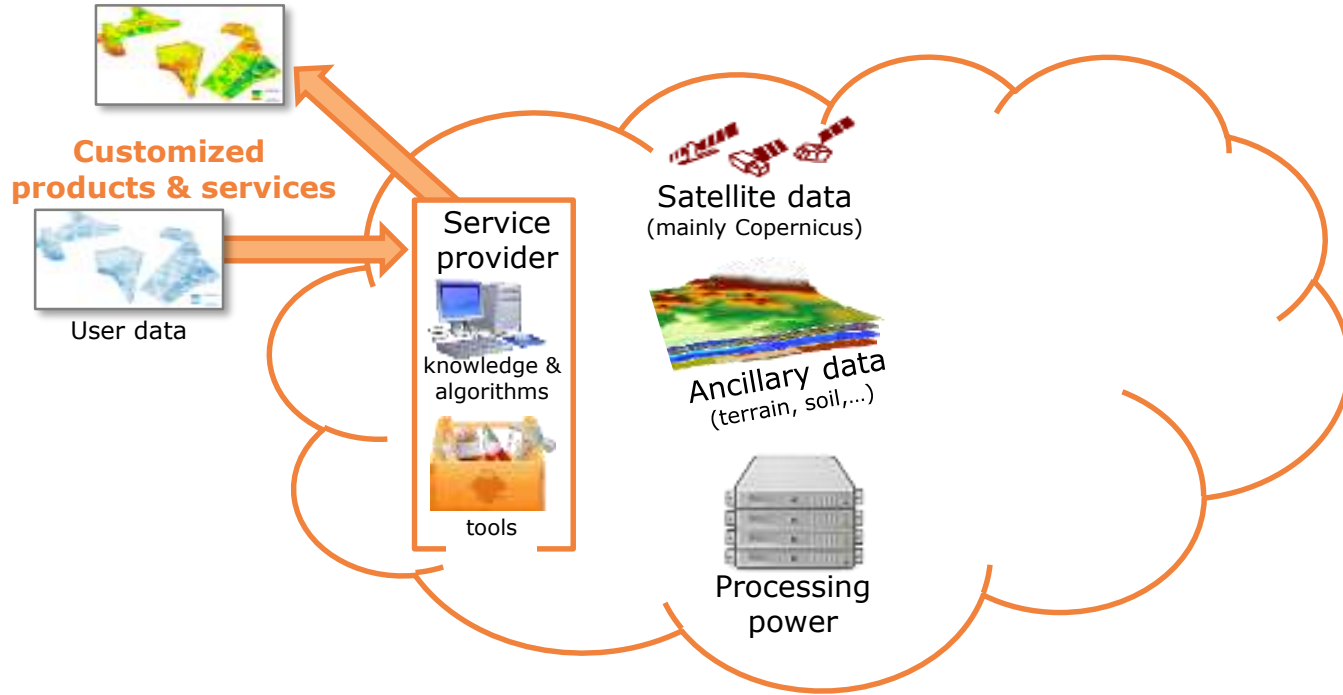 Customized
products & services
User data
Service
provider
knowledge &
algorithms
tools
Satellite data
(mainly Copernicus)
Ancillary data
(terrain, soil,...)
Processing
power